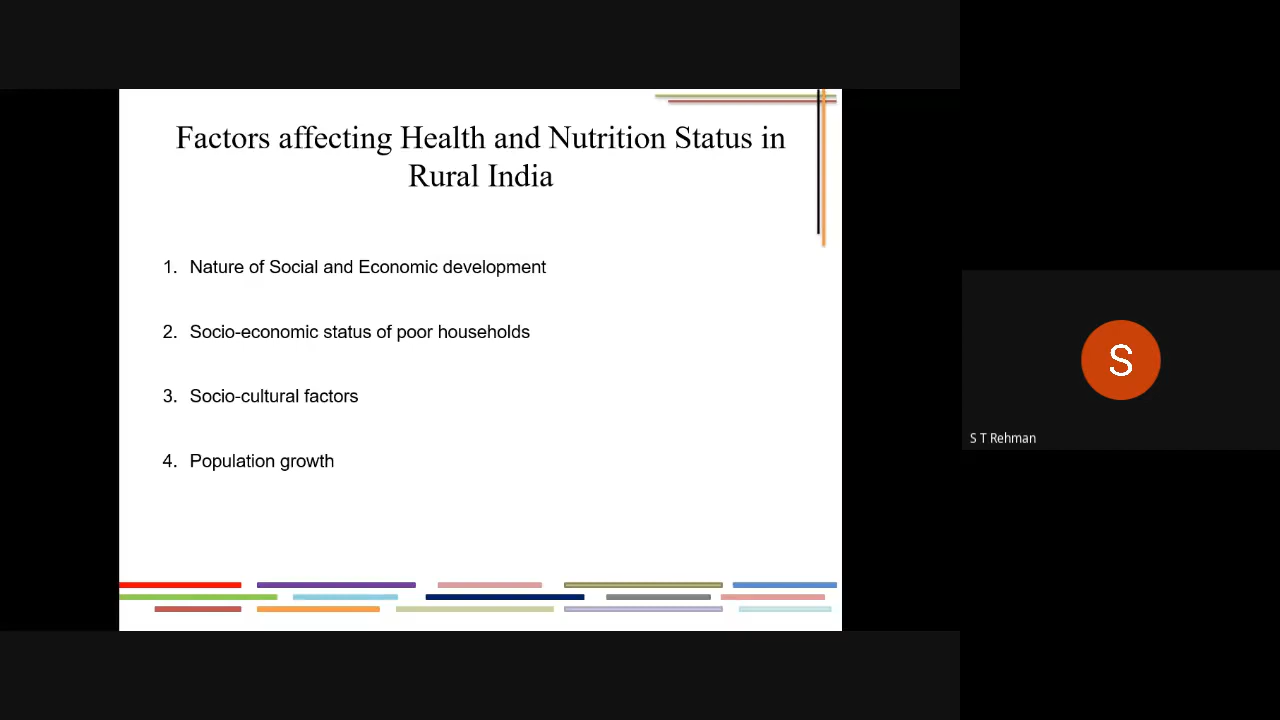 Factors affecting Health and Nutrition Status in
Rural India
1. Nature of Social and Economic development
2. Socio-economic status of poor households
3. Socio-cultural factors
4. Population growth
S
S T Rehman